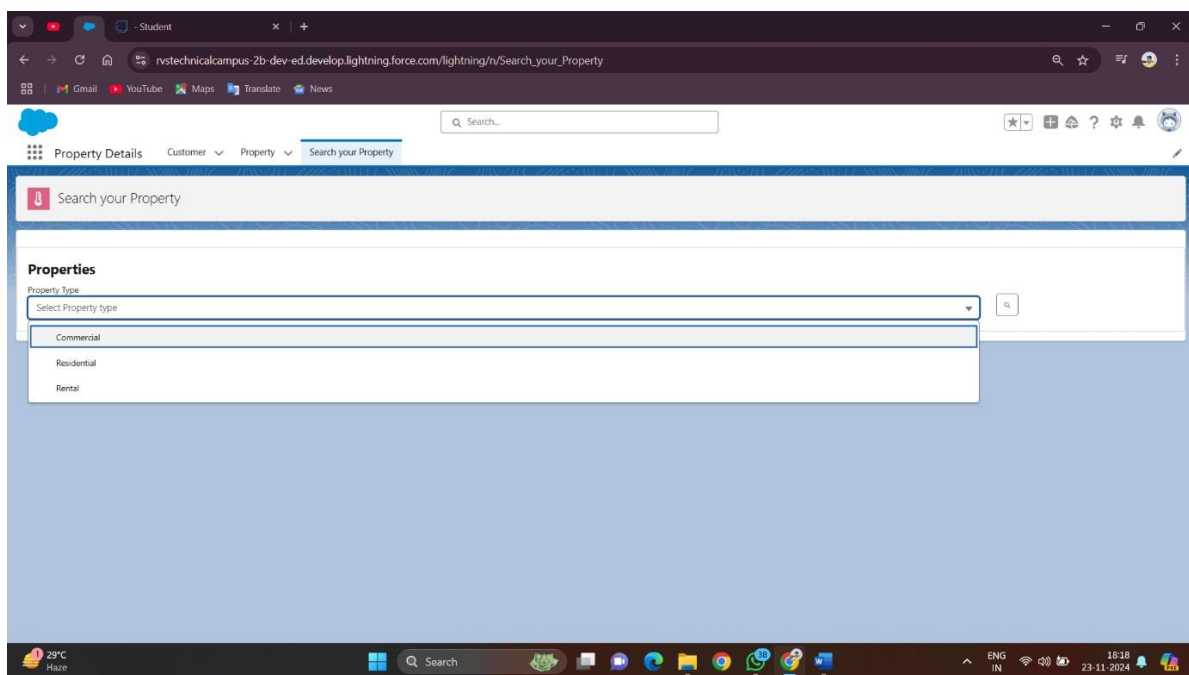 - Student
rvstechnicalcampus-2b-dev-ed.develop.lightning.force.com/lightning/n/Search_your_Property
Gmail YouTube Maps Translate News
Search...
Property Details Customer Property Search your Property
Search your Property
Properties
Property Type
Select Property type
Commercial
Residential
Rental
1 29°C Search 38 ENG 18:18
Haze IN 23-11-2024